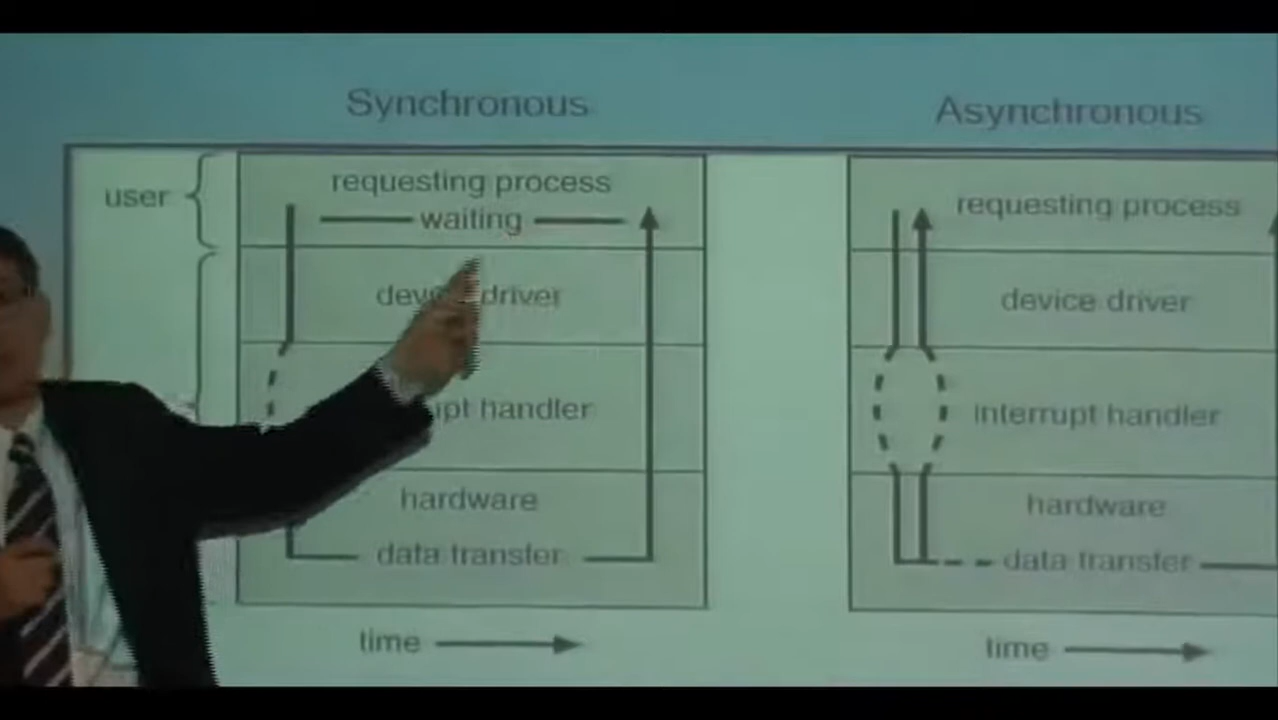 Synchronous
user
requesting process
waiting
driver
handler
hardware
data transfer
time
Asynchronous
requesting process
device driver
interrupt handler
hardware
data transfer
time